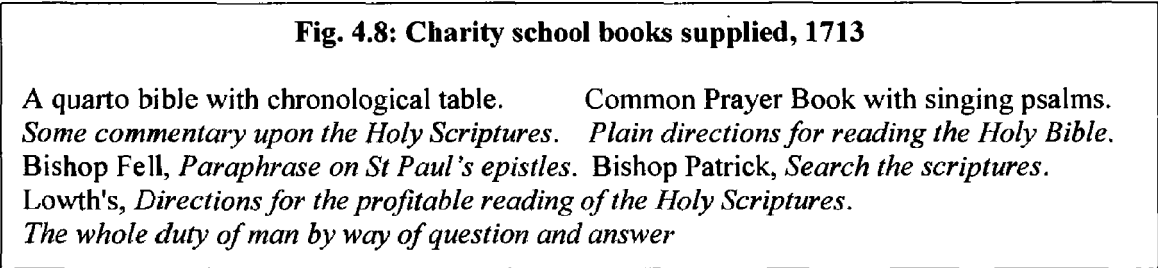 Fig. 4.8: Charity school books supplied, 1713
A quarto bible with chronological table. Common Prayer Book with singing psalms.
Some commentary upon the Holy Scriptures. Plain directions for reading the Holy Bible.
Bishop Fell, Paraphrase on St Paul's epistles. Bishop Patrick, Search the scriptures.
Lowth's, Directions for the profitable reading of the Holy Scriptures.
The whole duty of man by way of question and answer